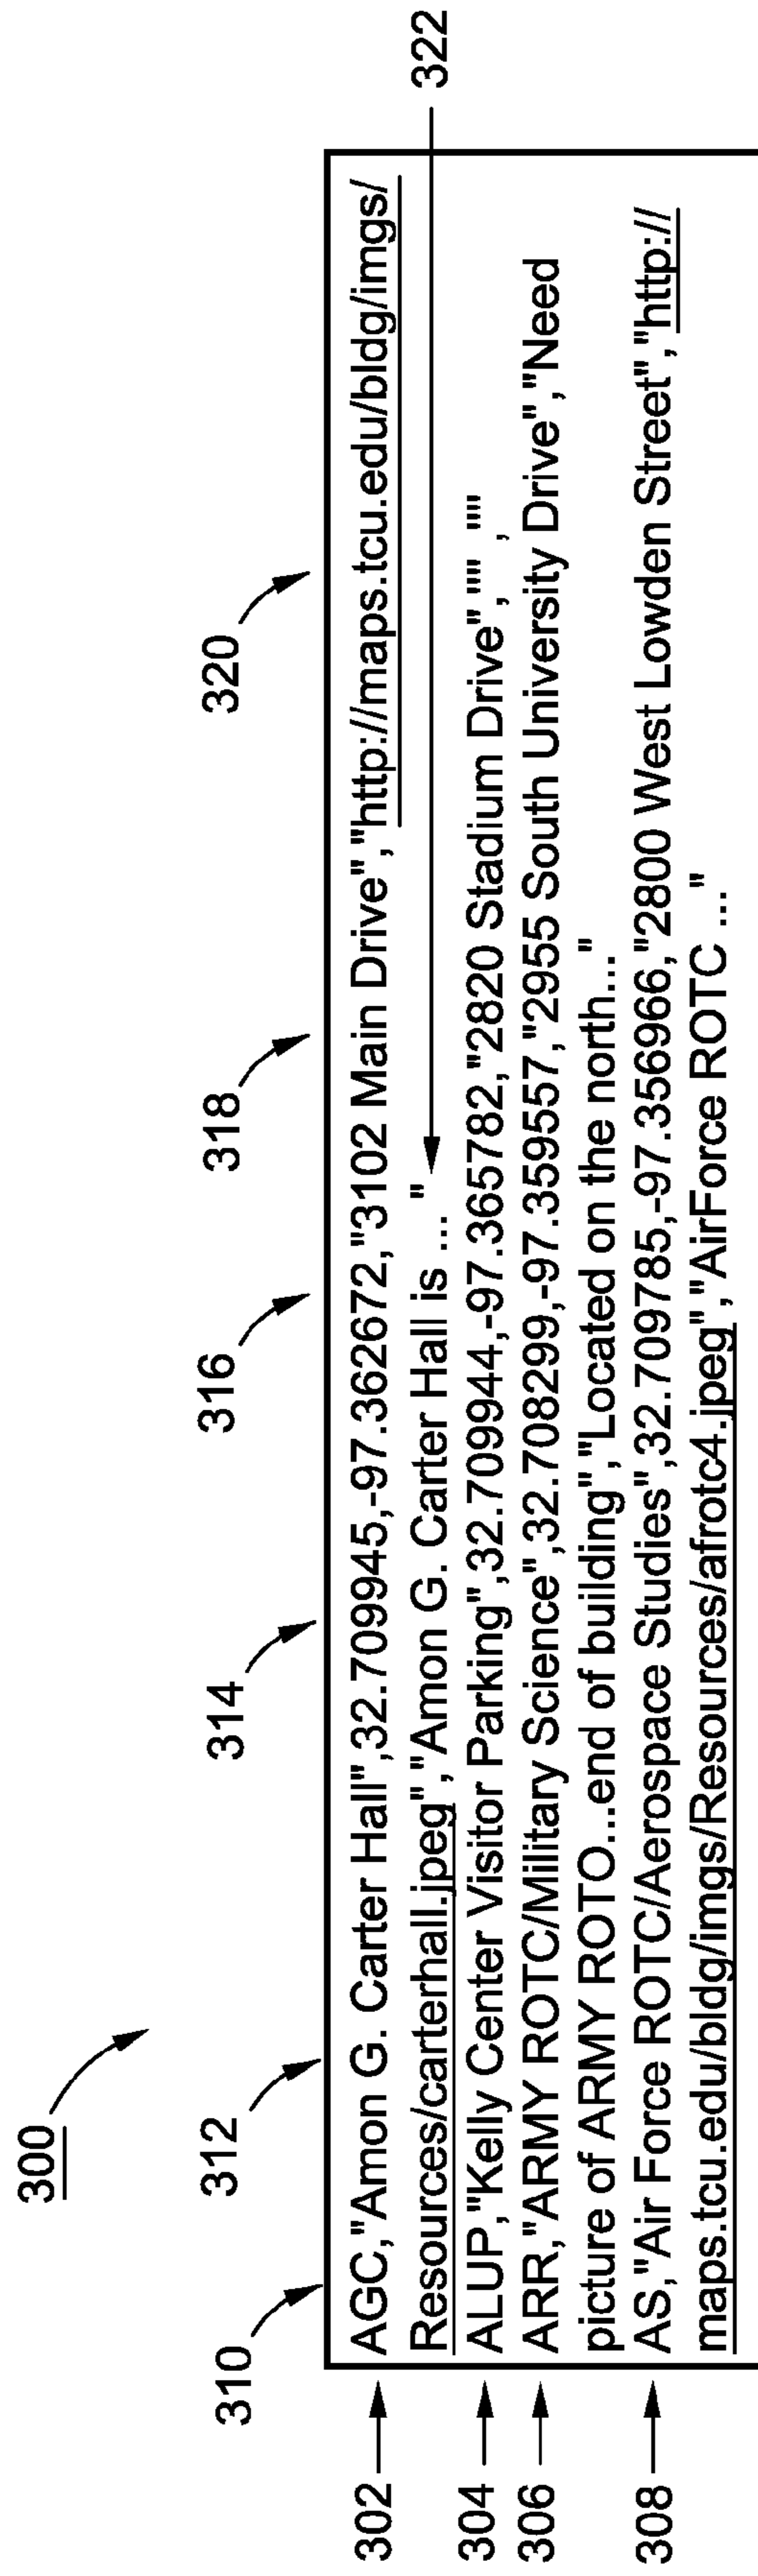 300
310 312 314 316 318 320
302 AGC,"Amon G. Carter Hall",32.709945,-97.362672,"3102 Main Drive","http://maps.tcu.edu/bldg/imgs/
Resources/carterhall.jpeg","Amon G. Carter Hall is ..." 322
304 ALUP,"Kelly Center Visitor Parking",32.709944,-97.365782,"2820 Stadium Drive","",""
306 ARR,"ARMY ROTC/Military Science",32.708299,-97.359557,"2955 South University Drive","Need
picture of ARMY ROTO...end of building","Located on the north..."
308 AS,"Air Force ROTC/Aerospace Studies",32.709785,-97.356966,"2800 West Lowden Street","http://
maps.tcu.edu/bldg/imgs/Resources/afrotc4.jpeg","AirForce ROTC ..."